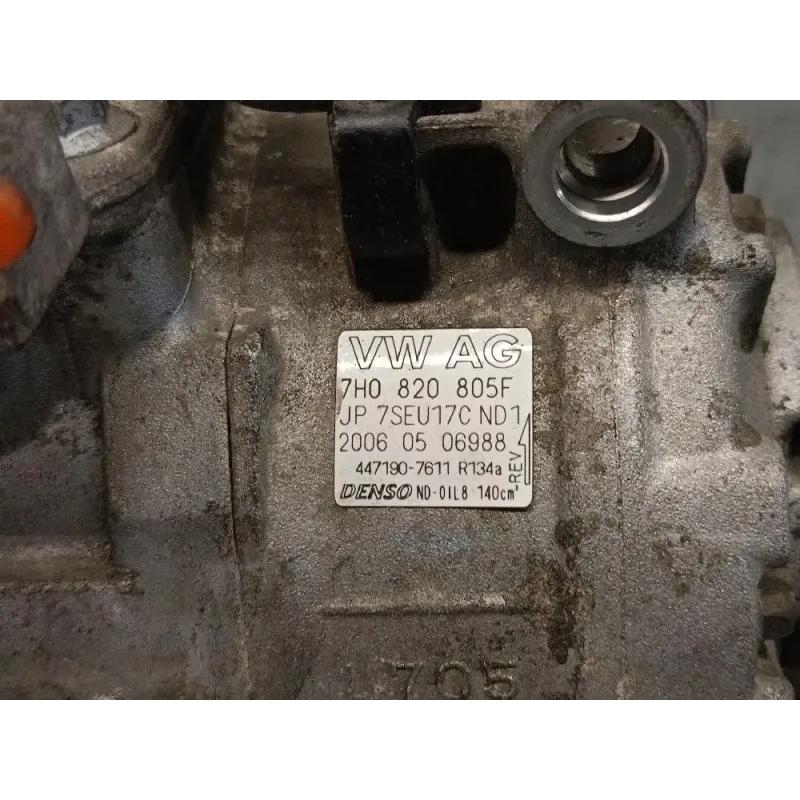 VW AG
7H0 820 805F
JP 7SEU17C ND1
2006 05 06988
447190-7611 R134a
DENSO ND-OIL8 140cm³
REV
705